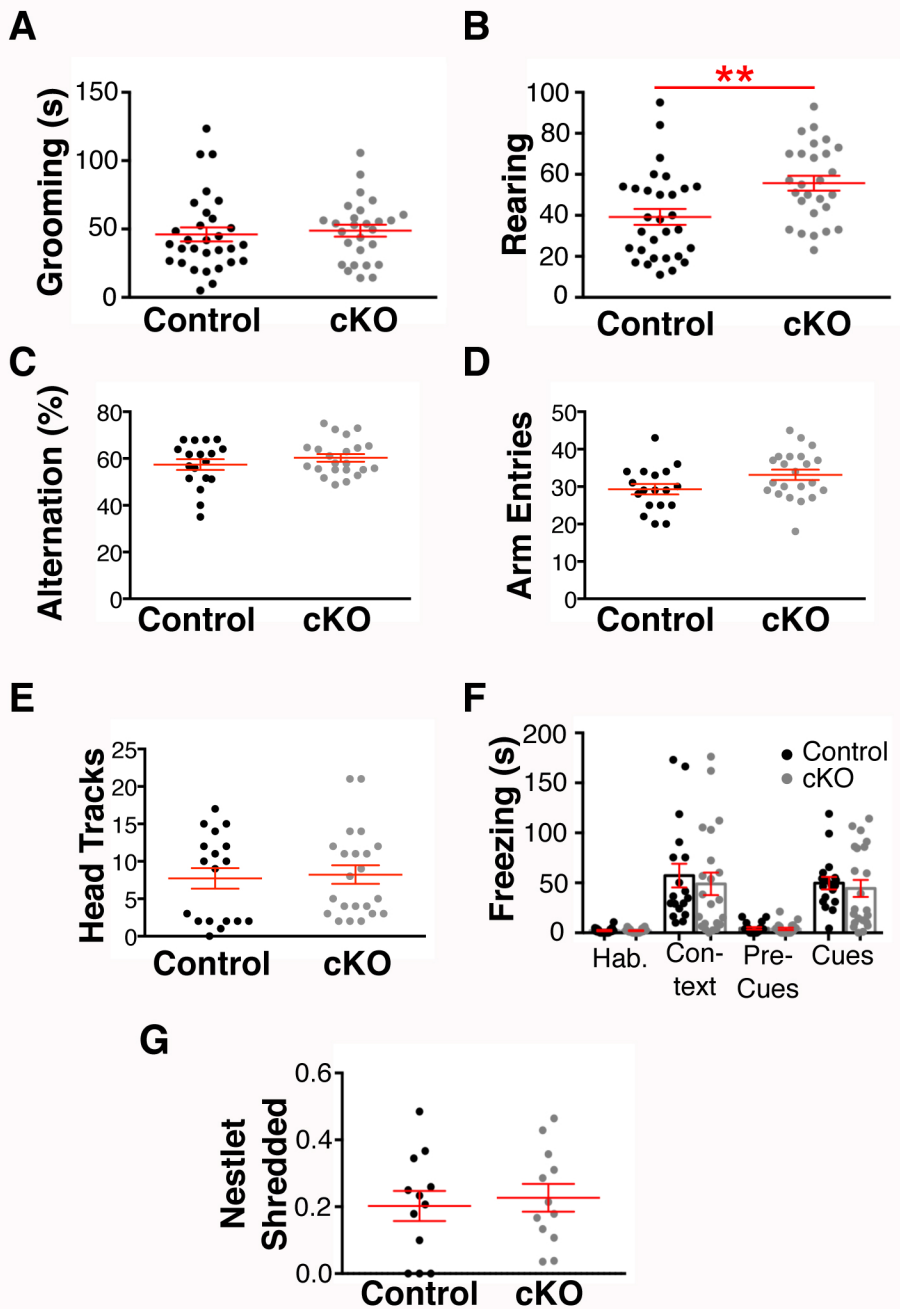 A
Grooming (s)
150
100
50
0
Control cKO
B
Rearing
**
100
80
60
40
20
0
Control cKO
C
Alternation (%)
80
60
40
20
0
Control cKO
D
Arm Entries
50
40
30
20
10
0
Control cKO
E
Head Tracks
25
20
15
10
5
0
Control cKO
F
Freezing (s)
200
150
100
50
0
Control
cKO
Hab. Con- Pre- Cues
text Cues
G
Nestlet
Shredded
0.6
0.4
0.2
0.0
Control cKO